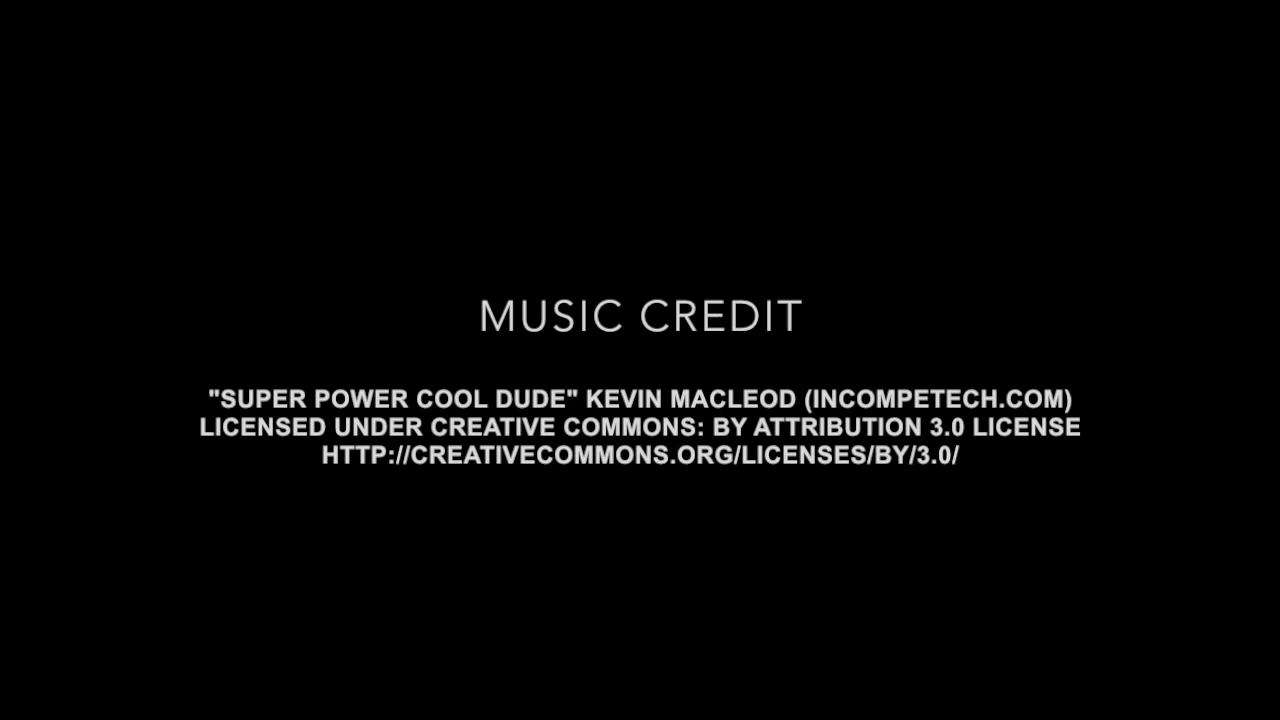 MUSIC CREDIT
"SUPER POWER COOL DUDE" KEVIN MACLEOD (INCOMPETECH.COM)
LICENSED UNDER CREATIVE COMMONS: BY ATTRIBUTION 3.0 LICENSE
HTTP://CREATIVECOMMONS.ORG/LICENSES/BY/3.0/